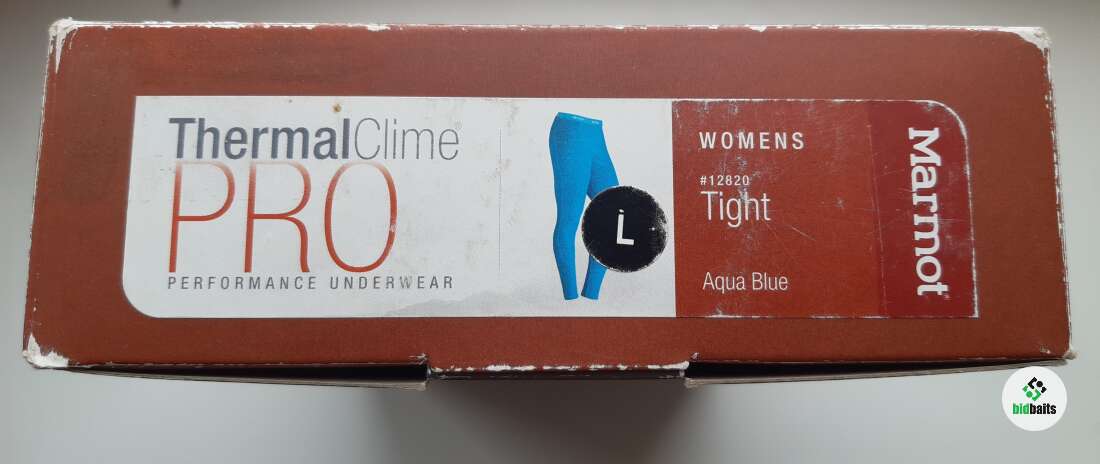 ThermalClime
PRO
PERFORMANCE UNDERWEAR
L
WOMENS
#12820
Tight
Aqua Blue
Marmot
bidbaits